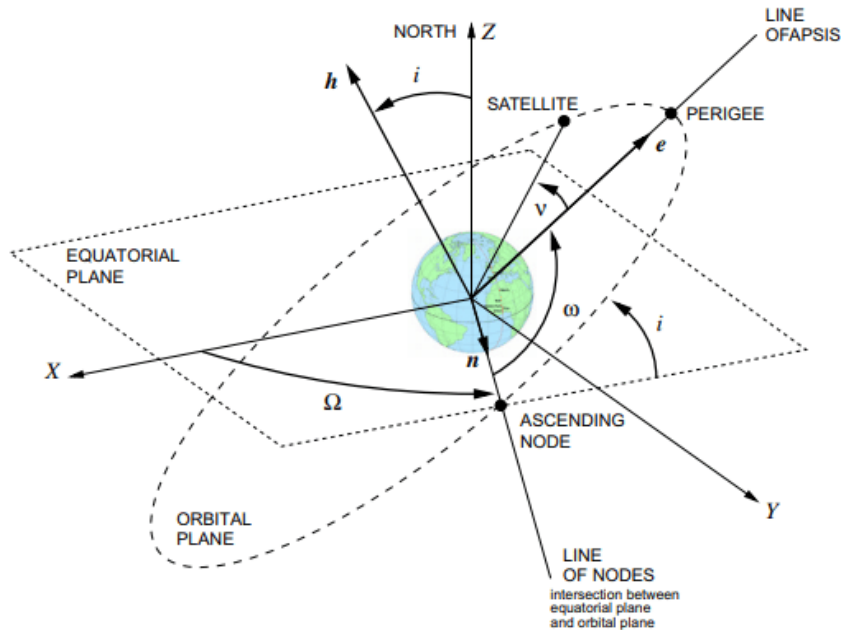 LINE
OFAPSIS
NORTH
Z
h
i
SATELLITE
PERIGEE
e
ν
EQUATORIAL
PLANE
ω
i
n
X
Ω
ASCENDING
NODE
Y
ORBITAL
PLANE
LINE
OF NODES
intersection between
equatorial plane
and orbital plane